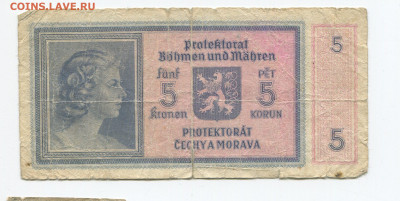 COINS.LAVE.RU
Protektorat
Böhmen und Mähren
Fünf PĚT
5 5
Kronen KORUN
PROTEKTORÁT
ČECHY A MORAVA
5
5